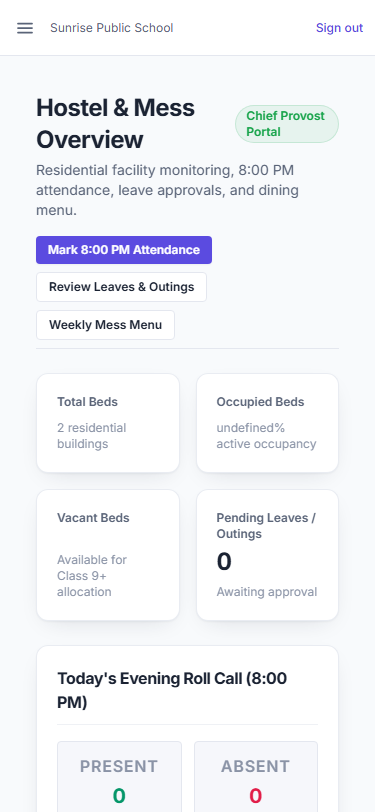 Sunrise Public School
Sign out
Hostel & Mess
Overview
Chief Provost
Portal
Residential facility monitoring, 8:00 PM
attendance, leave approvals, and dining
menu.
Mark 8:00 PM Attendance
Review Leaves & Outings
Weekly Mess Menu
Total Beds
2 residential
buildings
Occupied Beds
undefined%
active occupancy
Vacant Beds
Available for
Class 9+
allocation
Pending Leaves /
Outings
0
Awaiting approval
Today's Evening Roll Call (8:00
PM)
PRESENT
0
ABSENT
0